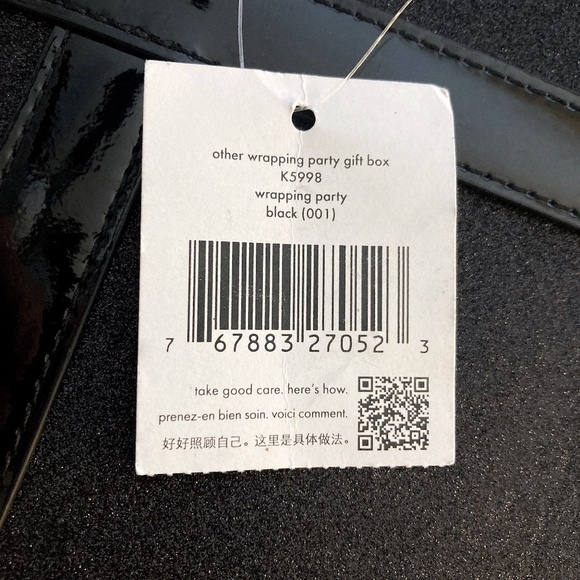 other wrapping party gift box
K5998
wrapping party
black (001)
7 67883 27052 3
take good care. here's how.
prenez-en bien soin. voici comment.
好好照顾自己。这里是具体做法。